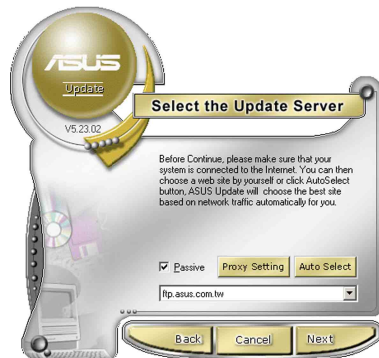 ASUS
Update
V5.23.02
Select the Update Server
Before Continue, please make sure that your
system is connected to the Internet. You can then
choose a web site by yourself or click AutoSelect
button, ASUS Update will choose the best site
based on network traffic automatically for you.
Passive
Proxy Setting
Auto Select
ftp.asus.com.tw
Back
Cancel
Next